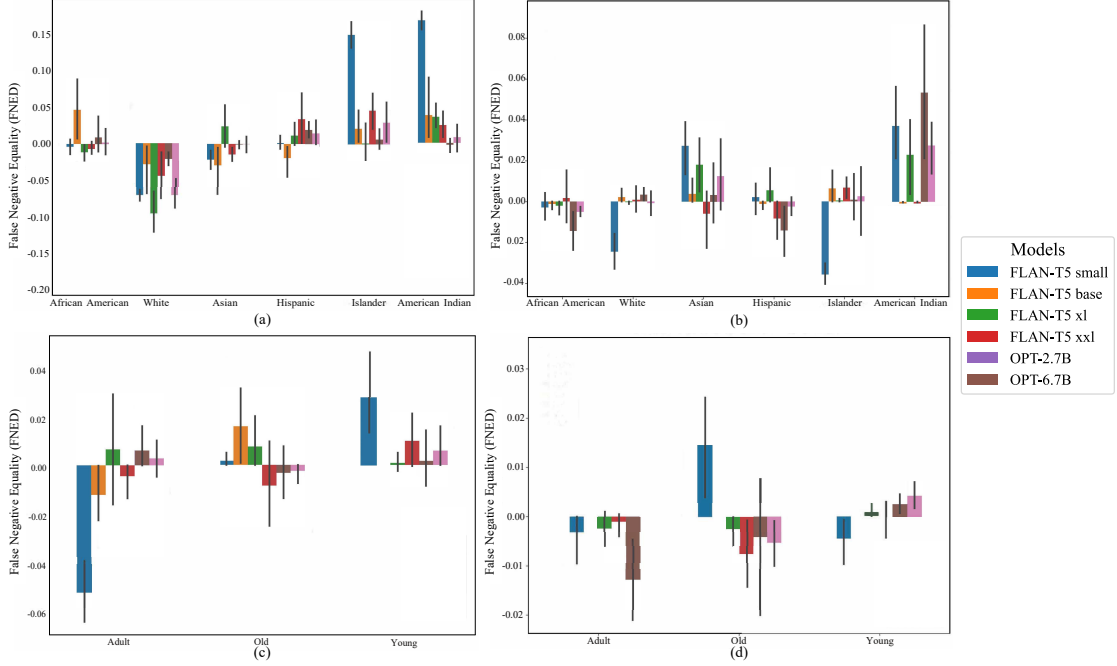 False Negative Equality (FNED)
0.15
0.10
0.05
0.00
-0.05
-0.10
-0.15
-0.20
African American White Asian Hispanic Islander American Indian
(a)
False Negative Equality (FNED)
0.08
0.06
0.04
0.02
0.00
0.02
-0.04
African American White Asian Hispanic Islander American Indian
(b)
False Negative Equality (FNED)
0.04
0.02
0.00
-0.02
-0.04
-0.06
Adult Old Young
(c)
False Negative Equality (FNED)
0.03
0.02
0.01
0.00
-0.01
-0.02
Adult Old Young
(d)
Models
FLAN-T5 small
FLAN-T5 base
FLAN-T5 xl
FLAN-T5 xxl
OPT-2.7B
OPT-6.7B